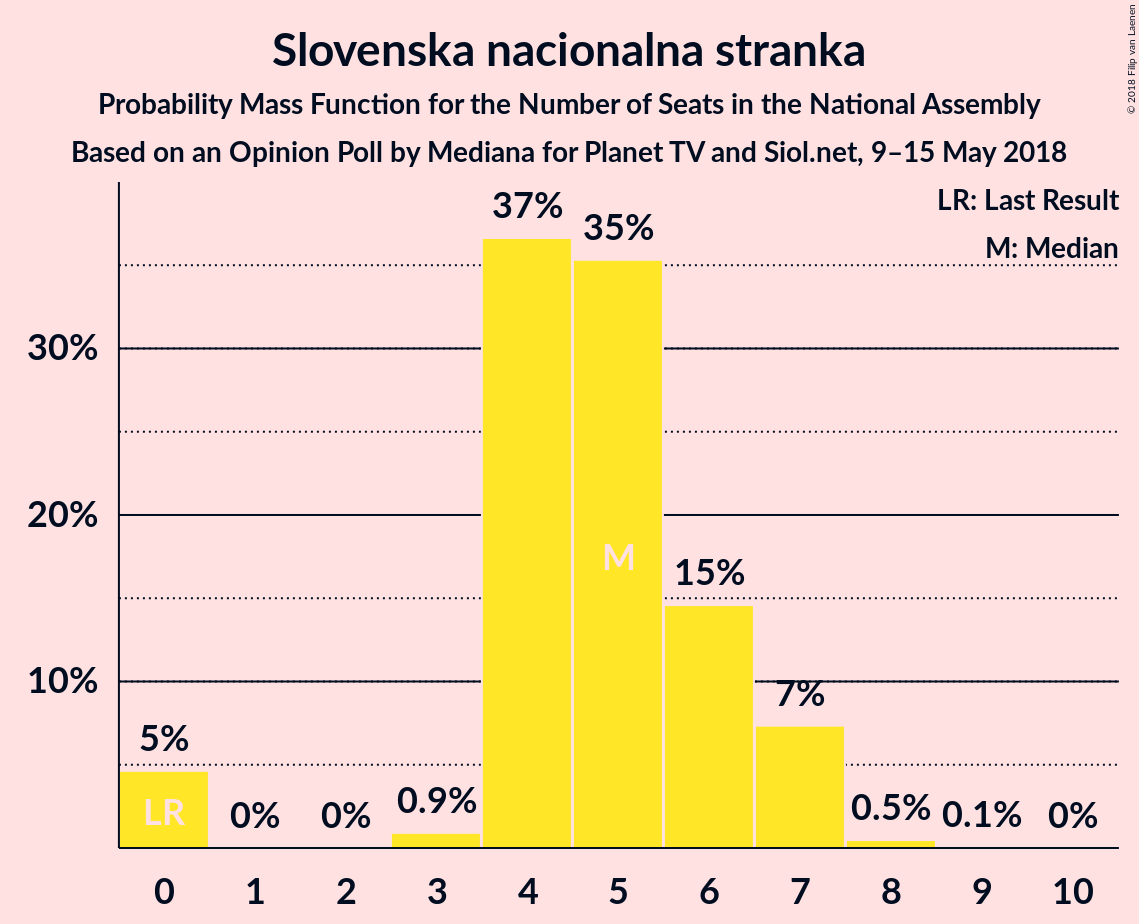 Slovenska nacionalna stranka
Probability Mass Function for the Number of Seats in the National Assembly
Based on an Opinion Poll by Mediana for Planet TV and Siol.net, 9–15 May 2018
© 2018 Filip van Laenen
LR: Last Result
M: Median
37%
35%
30%
20%
M
15%
10%
7%
5%
LR
0%
0%
0.9%
0.5%
0.1%
0%
0 1 2 3 4 5 6 7 8 9 10